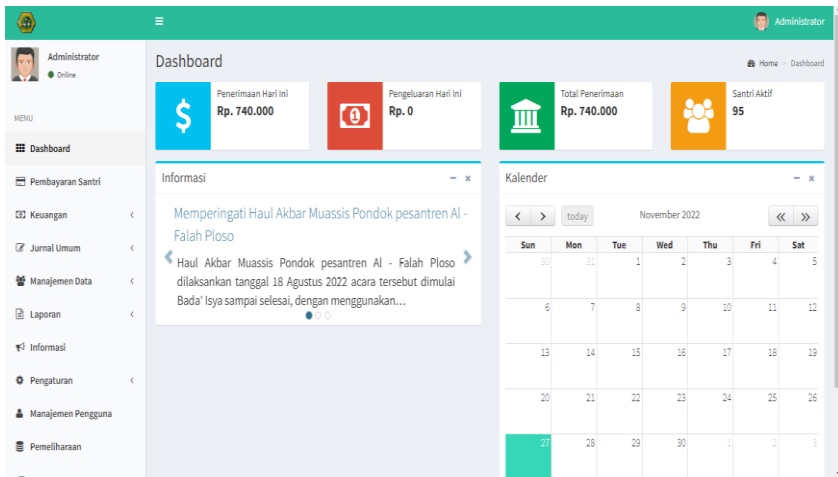 Administrator
Administrator
Online
MENU
Dashboard
Pembayaran Santri
Keuangan
Jurnal Umum
Manajemen Data
Laporan
Informasi
Pengaturan
Manajemen Pengguna
Pemeliharaan
Dashboard
Home > Dashboard
Penerimaan Hari Ini
Rp. 740.000
Pengeluaran Hari Ini
Rp. 0
Total Penerimaan
Rp. 740.000
Santri Aktif
95
Informasi
Memperingati Haul Akbar Muassis Pondok pesantren Al -
Falah Ploso
Haul Akbar Muassis Pondok pesantren Al - Falah Ploso
dilaksankan tanggal 18 Agustus 2022 acara tersebut dimulai
Bada' Isya sampai selesai, dengan menggunakan...
Kalender
today
November 2022
Sun Mon Tue Wed Thu Fri Sat
30 31 1 2 3 4 5
6 7 8 9 10 11 12
13 14 15 16 17 18 19
20 21 22 23 24 25 26
27 28 29 30 1 2 3